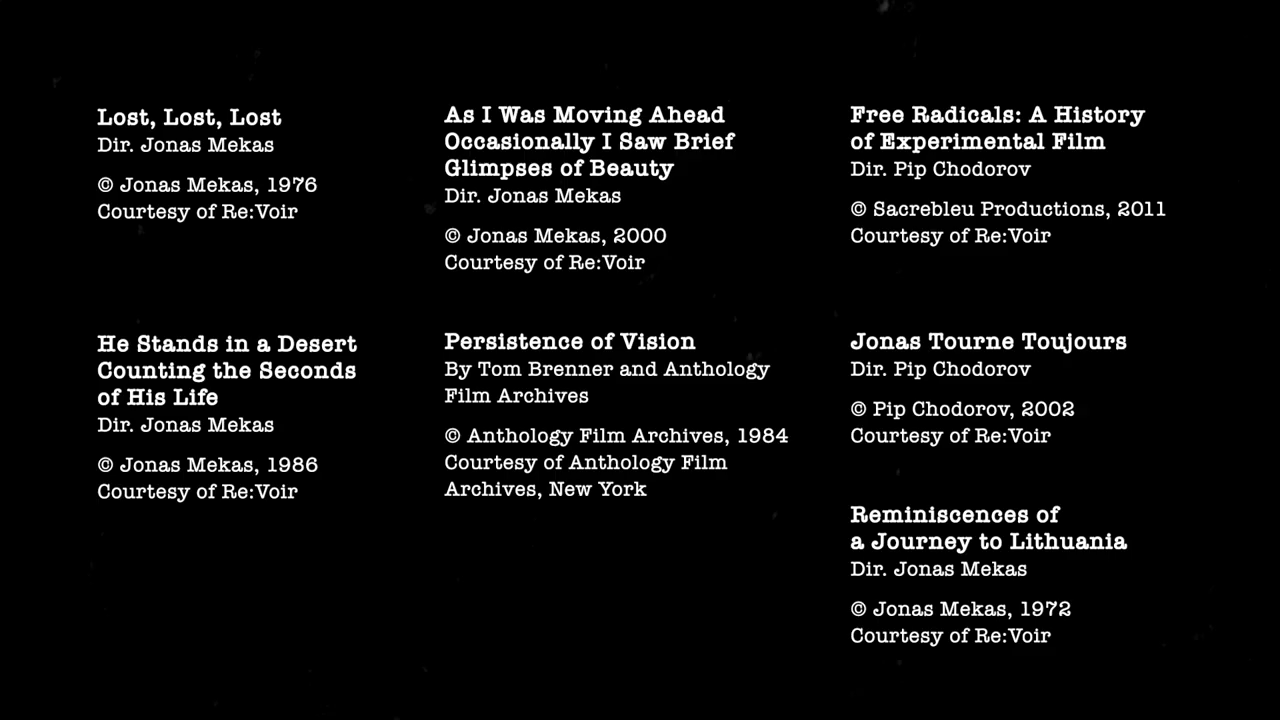 Lost, Lost, Lost
Dir. Jonas Mekas
© Jonas Mekas, 1976
Courtesy of Re:Voir
As I Was Moving Ahead
Occasionally I Saw Brief
Glimpses of Beauty
Dir. Jonas Mekas
© Jonas Mekas, 2000
Courtesy of Re:Voir
Free Radicals: A History
of Experimental Film
Dir. Pip Chodorov
© Sacrebleu Productions, 2011
Courtesy of Re:Voir
He Stands in a Desert
Counting the Seconds
of His Life
Dir. Jonas Mekas
© Jonas Mekas, 1986
Courtesy of Re:Voir
Persistence of Vision
By Tom Brenner and Anthology
Film Archives
© Anthology Film Archives, 1984
Courtesy of Anthology Film
Archives, New York
Jonas Tourne Toujours
Dir. Pip Chodorov
© Pip Chodorov, 2002
Courtesy of Re:Voir
Reminiscences of
a Journey to Lithuania
Dir. Jonas Mekas
© Jonas Mekas, 1972
Courtesy of Re:Voir